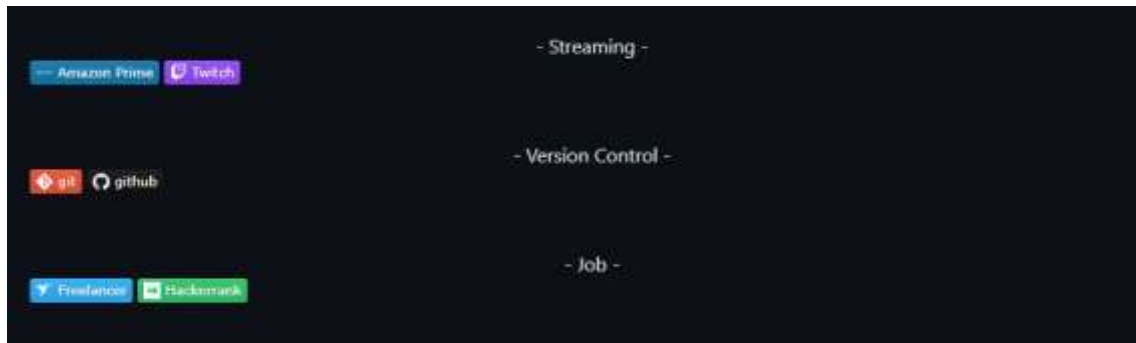 - Streaming -
Amazon Prime Twitch
- Version Control -
git github
- Job -
Freelancer Hackerrank